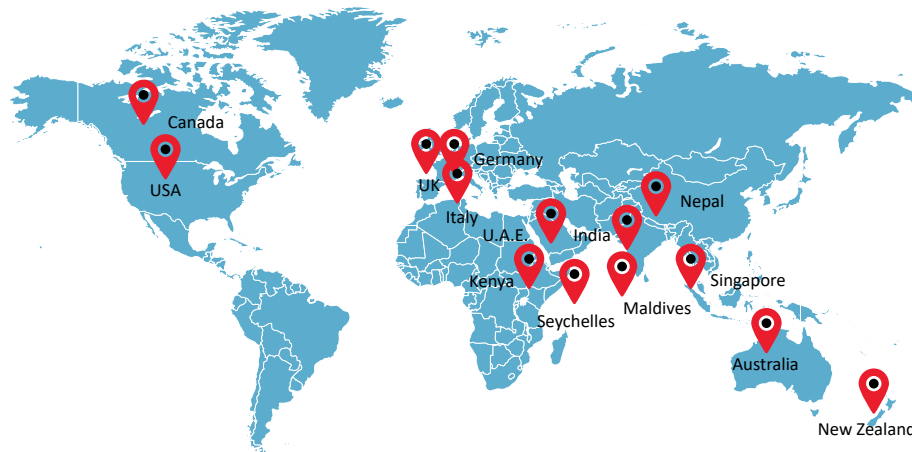 Canada
USA
Germany
UK
Italy
Nepal
U.A.E.
India
Kenya
Singapore
Maldives
Seychelles
Australia
New Zealand